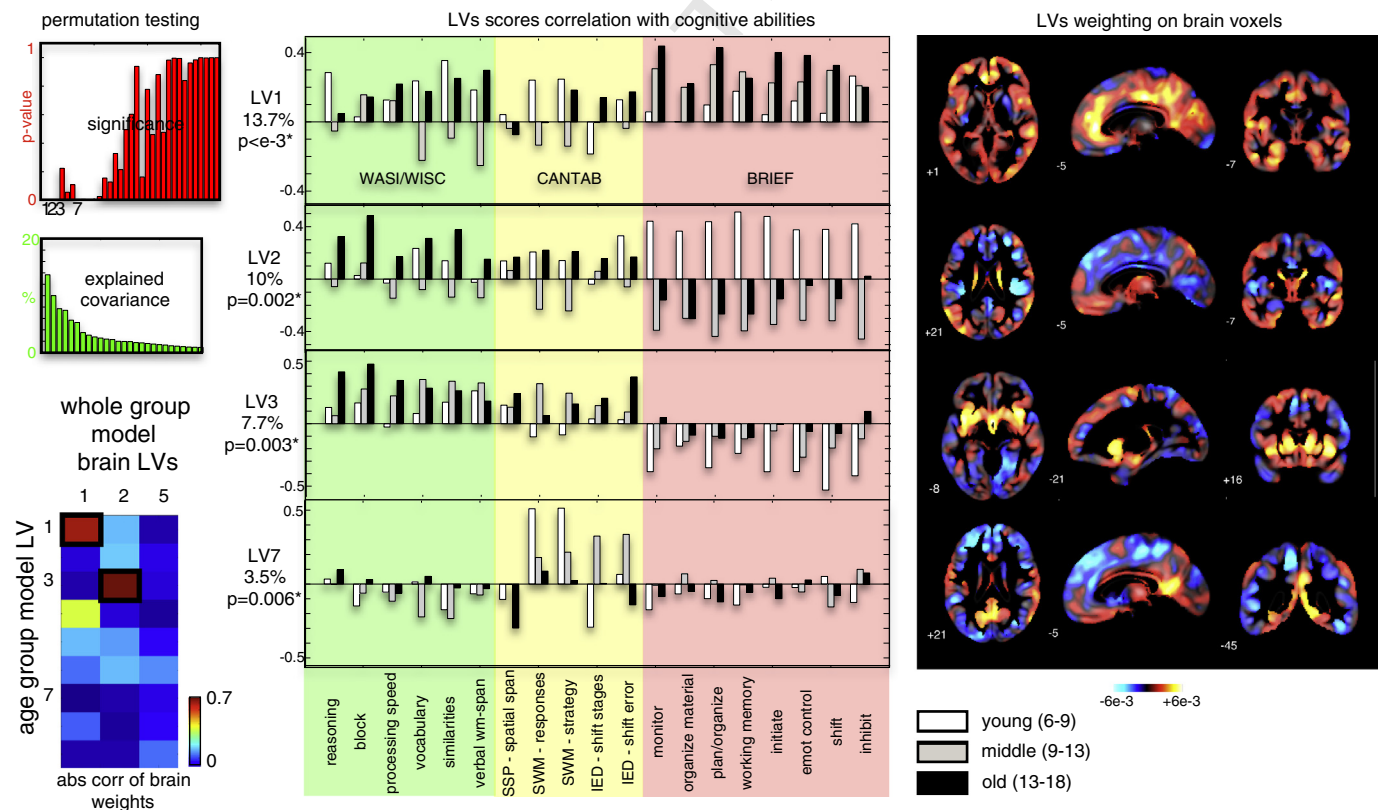 permutation testing
LVs scores correlation with cognitive abilities
LVs weighting on brain voxels
1
p-value
significance
0
123 7
20
%
explained
covariance
0
whole group
model
brain LVs
1 2 5
age group model LV
1
3
7
0.7
0
abs corr of brain
weights
0.4
LV1
13.7%
p<e-3*
-0.4
WASI/WISC
CANTAB
BRIEF
0.4
LV2
10%
p=0.002*
-0.4
0.5
LV3
7.7%
p=0.003*
-0.5
0.5
LV7
3.5%
p=0.006*
-0.5
reasoning
block
processing speed
vocabulary
similarities
verbal wm-span
SSP - spatial span
SWM - responses
SWM - strategy
IED - shift stages
IED - shift error
monitor
organize material
plan/organize
working memory
initiate
emot control
shift
inhibit
+1
-5
-7
+21
-5
-7
-8
-21
+16
+21
-5
-45
-6e-3 +6e-3
young (6-9)
middle (9-13)
old (13-18)